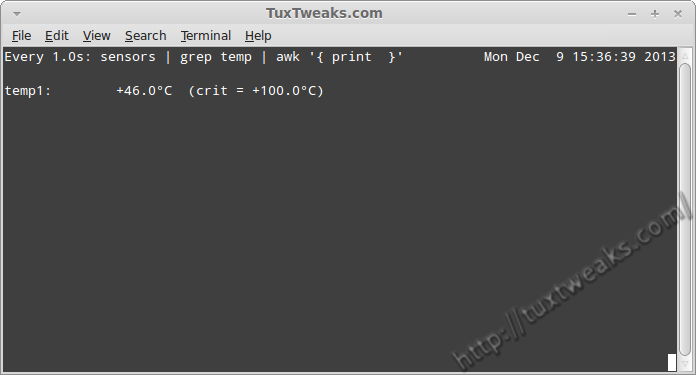 TuxTweaks.com
File Edit View Search Terminal Help
Every 1.0s: sensors | grep temp | awk '{ print  }' Mon Dec  9 15:36:39 2013
temp1:        +46.0°C  (crit = +100.0°C)
http://tuxtweaks.com/